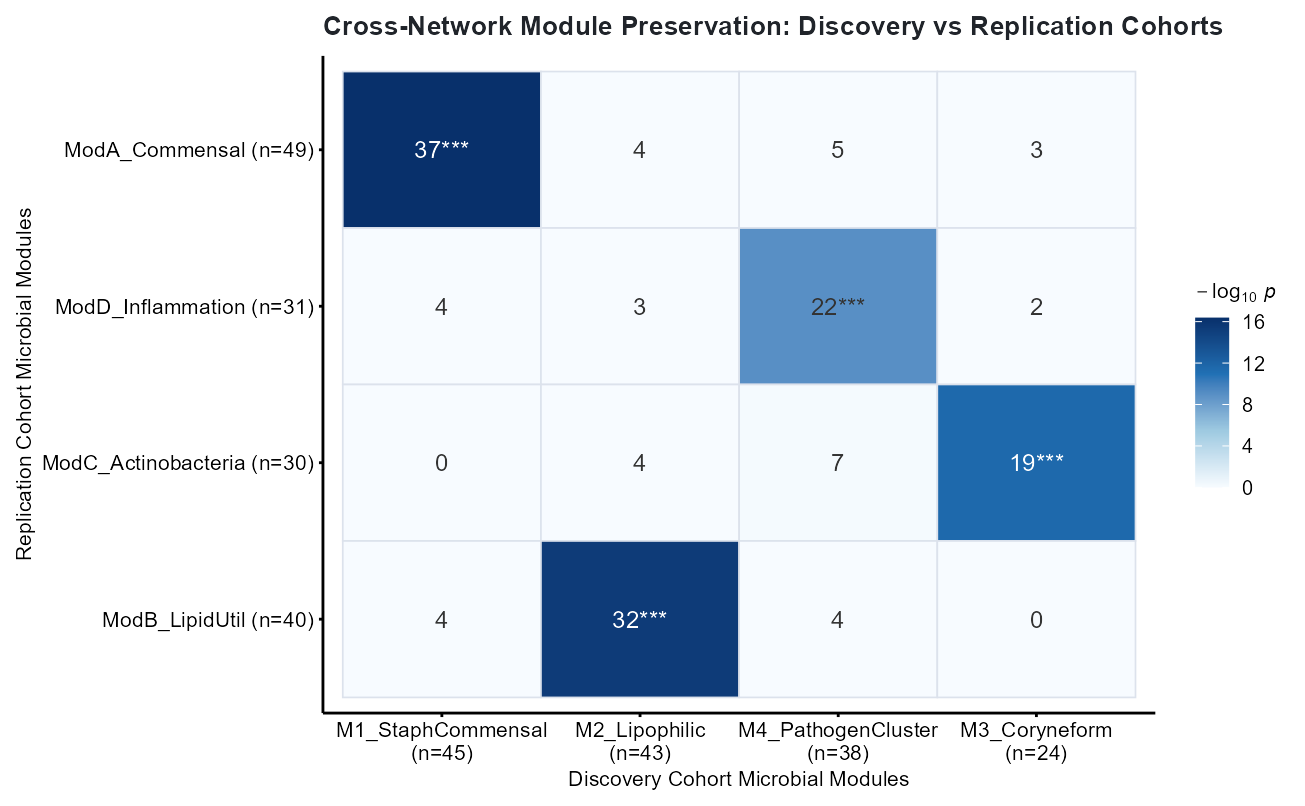 Cross-Network Module Preservation: Discovery vs Replication Cohorts
Replication Cohort Microbial Modules
ModA_Commensal (n=49)
37***
4
5
3
ModD_Inflammation (n=31)
4
3
22***
2
ModC_Actinobacteria (n=30)
0
4
7
19***
ModB_LipidUtil (n=40)
4
32***
4
0
M1_StaphCommensal
(n=45)
M2_Lipophilic
(n=43)
M4_PathogenCluster
(n=38)
M3_Coryneform
(n=24)
Discovery Cohort Microbial Modules
−log₁₀ p
16
12
8
4
0